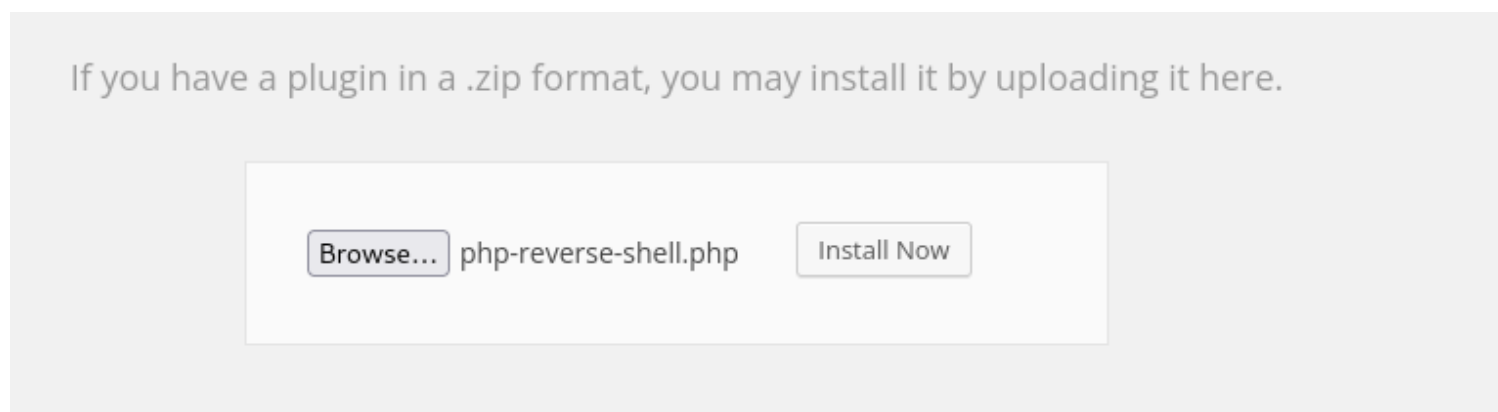 If you have a plugin in a .zip format, you may install it by uploading it here.
Browse... php-reverse-shell.php Install Now